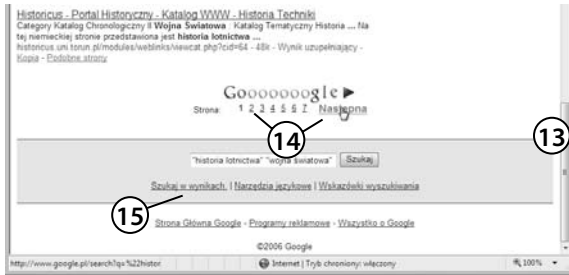 Historicus - Portal Historyczny - Katalog WWW - Historia Techniki
Category Katalog Chronologiczny II Wojna Światowa : Katalog Tematyczny Historia ... Na
tej niemieckiej stronie przedstawiona jest historia lotnictwa ...
historicus.uni.torun.pl/modules/weblinks/viewcat.php?cid=64 - 48k - Wynik uzupełniający -
Kopia - Podobne strony
Gooooooogle ▶
Strona: 1 2 3 4 5 6 7 Następna
14
13
"historia lotnictwa" "wojna światowa" Szukaj
Szukaj w wynikach. | Narzędzia językowe | Wskazówki wyszukiwania
15
Strona Główna Google - Programy reklamowe - Wszystko o Google
©2006 Google
http://www.google.pl/search?q=%22histor Internet | Tryb chroniony: włączony 100%